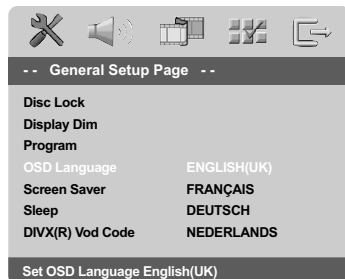 -- General Setup Page --
Disc Lock
Display Dim
Program
OSD Language ENGLISH(UK)
Screen Saver FRANÇAIS
Sleep DEUTSCH
DIVX(R) Vod Code NEDERLANDS
Set OSD Language English(UK)